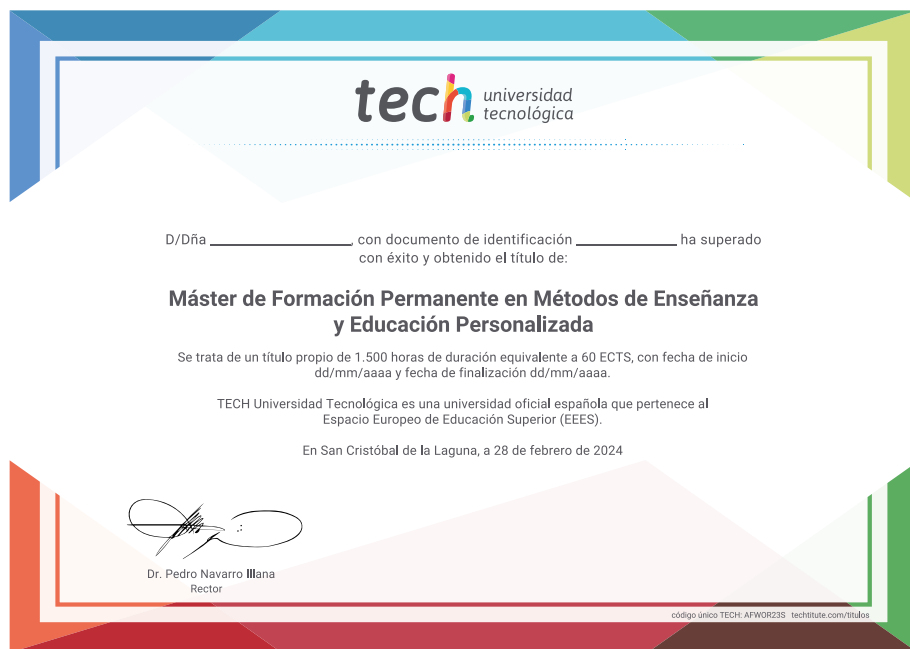 tech universidad
tecnológica
D/Dña ______________, con documento de identificación __________ ha superado
con éxito y obtenido el título de:
Máster de Formación Permanente en Métodos de Enseñanza
y Educación Personalizada
Se trata de un título propio de 1.500 horas de duración equivalente a 60 ECTS, con fecha de inicio
dd/mm/aaaa y fecha de finalización dd/mm/aaaa.
TECH Universidad Tecnológica es una universidad oficial española que pertenece al
Espacio Europeo de Educación Superior (EEES).
En San Cristóbal de la Laguna, a 28 de febrero de 2024
Dr. Pedro Navarro Illana
Rector
código único TECH: AFWOR23S techtitute.com/titulos